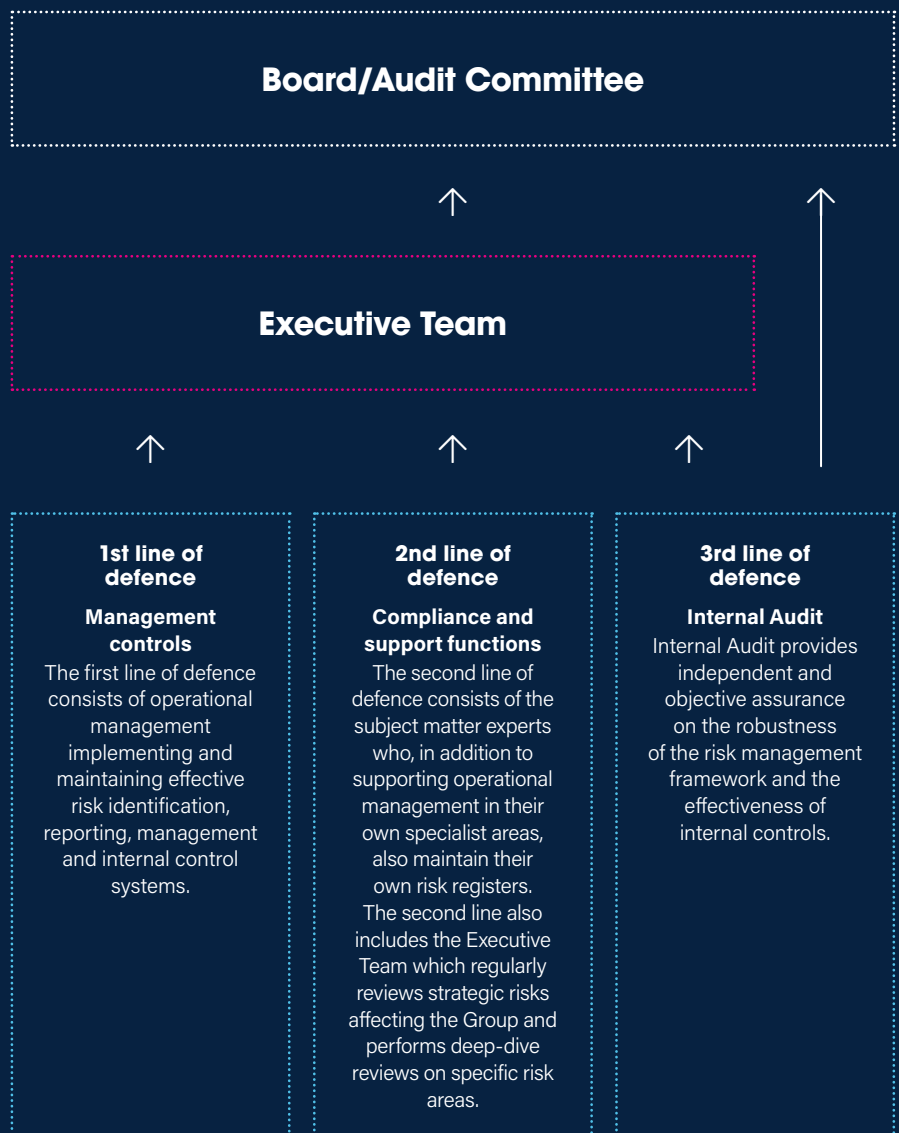 Board/Audit Committee
Executive Team
1st line of
defence
Management
controls
The first line of defence
consists of operational
management
implementing and
maintaining effective
risk identification,
reporting, management
and internal control
systems.
2nd line of
defence
Compliance and
support functions
The second line of
defence consists of the
subject matter experts
who, in addition to
supporting operational
management in their
own specialist areas,
also maintain their
own risk registers.
The second line also
includes the Executive
Team which regularly
reviews strategic risks
affecting the Group and
performs deep-dive
reviews on specific risk
areas.
3rd line of
defence
Internal Audit
Internal Audit provides
independent and
objective assurance
on the robustness
of the risk management
framework and the
effectiveness of
internal controls.